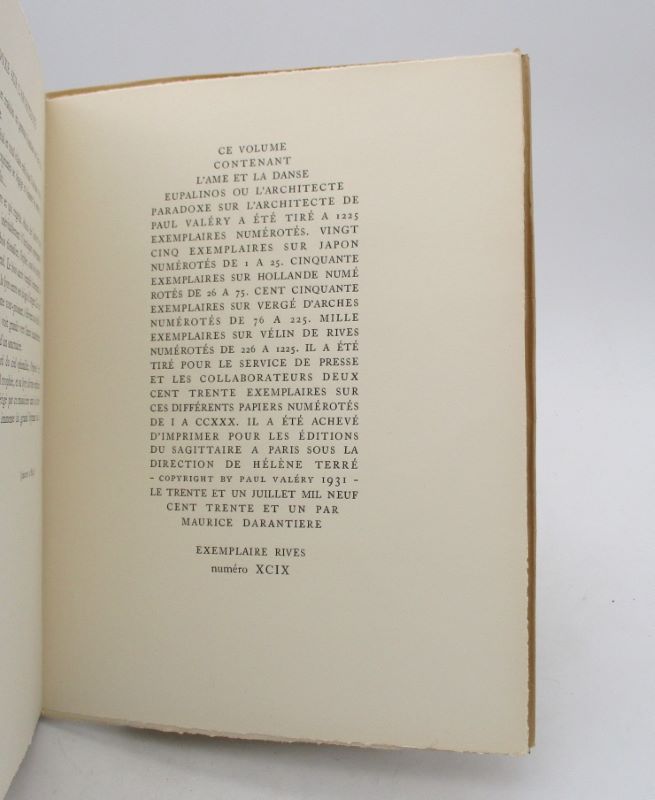 CE VOLUME
CONTENANT
L'AME ET LA DANSE
EUPALINOS OU L'ARCHITECTE
PARADOXE SUR L'ARCHITECTE DE
PAUL VALÉRY A ÉTÉ TIRÉ A 1225
EXEMPLAIRES NUMÉROTÉS. VINGT
CINQ EXEMPLAIRES SUR JAPON
NUMÉROTÉS DE 1 A 25. CINQUANTE
EXEMPLAIRES SUR HOLLANDE NUMÉ
ROTÉS DE 26 A 75. CENT CINQUANTE
EXEMPLAIRES SUR VERGÉ D'ARCHES
NUMÉROTÉS DE 76 A 225. MILLE
EXEMPLAIRES SUR VÉLIN DE RIVES
NUMÉROTÉS DE 226 A 1225. IL A ÉTÉ
TIRÉ POUR LE SERVICE DE PRESSE
ET LES COLLABORATEURS DEUX
CENT TRENTE EXEMPLAIRES SUR
CES DIFFÉRENTS PAPIERS NUMÉROTÉS
DE I A CCXXX. IL A ÉTÉ ACHEVÉ
D'IMPRIMER POUR LES ÉDITIONS
DU SAGITTAIRE A PARIS SOUS LA
DIRECTION DE HÉLÈNE TERRÉ
- COPYRIGHT BY PAUL VALÉRY 1931 -
LE TRENTE ET UN JUILLET MIL NEUF
CENT TRENTE ET UN PAR
MAURICE DARANTIERE
EXEMPLAIRE RIVES
numéro XCIX